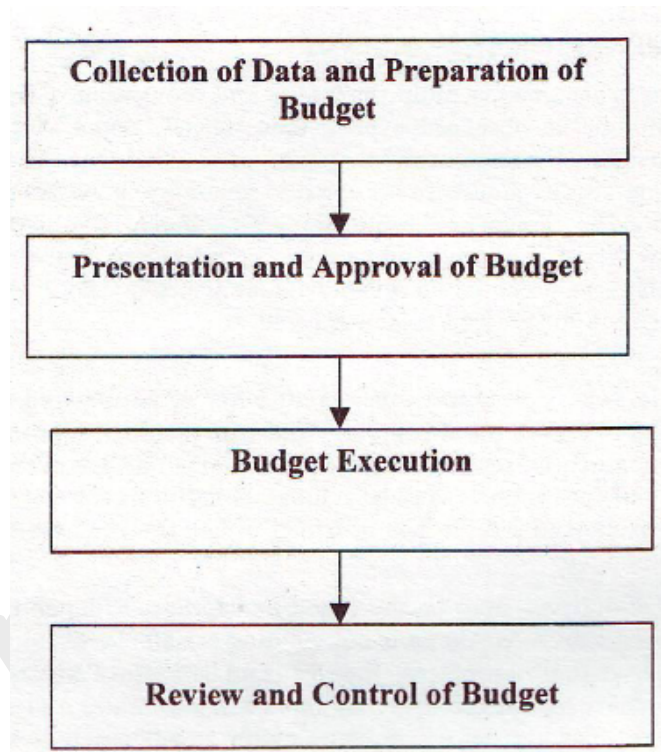 Collection of Data and Preparation of
Budget
Presentation and Approval of Budget
Budget Execution
Review and Control of Budget